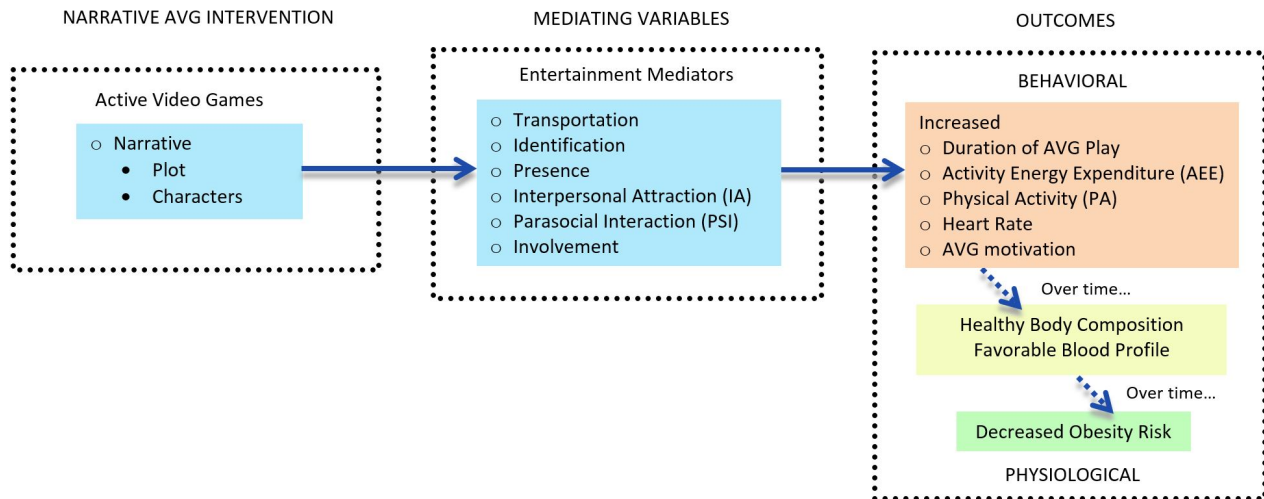 NARRATIVE AVG INTERVENTION
Active Video Games
○ Narrative
• Plot
• Characters
MEDIATING VARIABLES
Entertainment Mediators
○ Transportation
○ Identification
○ Presence
○ Interpersonal Attraction (IA)
○ Parasocial Interaction (PSI)
○ Involvement
OUTCOMES
BEHAVIORAL
Increased
○ Duration of AVG Play
○ Activity Energy Expenditure (AEE)
○ Physical Activity (PA)
○ Heart Rate
○ AVG motivation
Over time...
Healthy Body Composition
Favorable Blood Profile
Over time...
Decreased Obesity Risk
PHYSIOLOGICAL